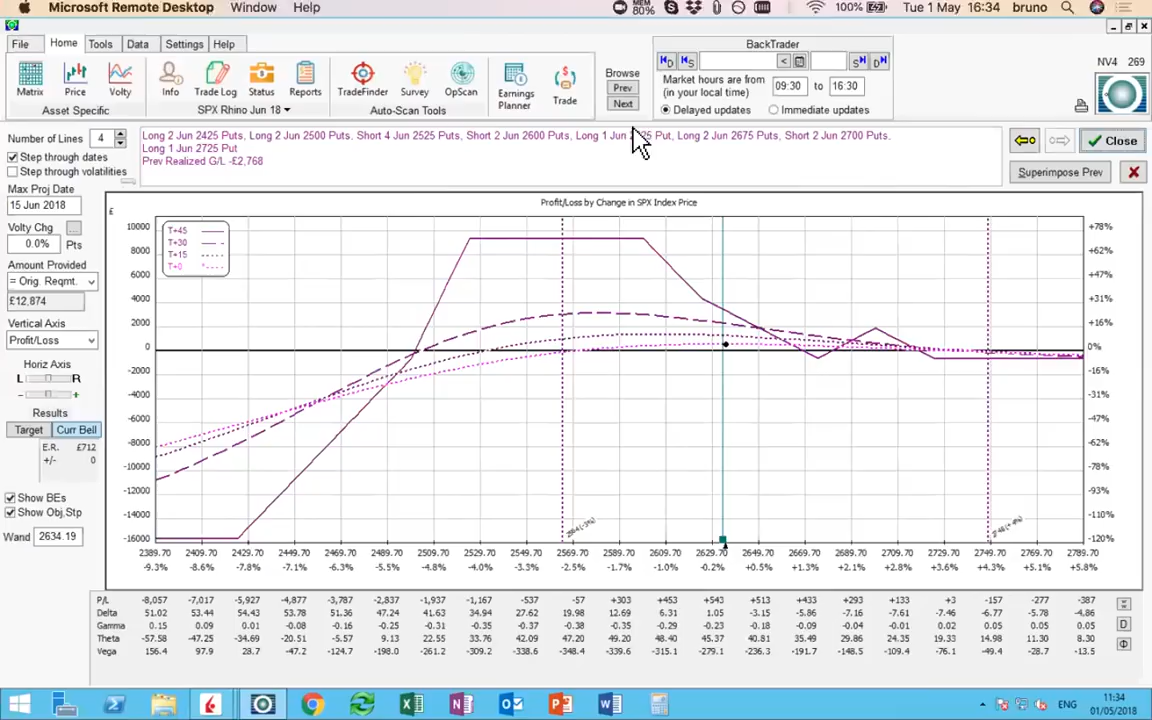 Microsoft Remote Desktop Window Help MEM 80% 100% Tue 1 May 16:34 bruno
File Home Tools Data Settings Help
BackTrader
NV4 269
Matrix Price Volty Info Trade Log Status Reports TradeFinder Survey OpScan Earnings Planner Trade
Browse
Prev
Next
Market hours are from
(in your local time) 09:30 to 16:30
Delayed updates Immediate updates
Asset Specific SPX Rhino Jun 18 Auto-Scan Tools
Number of Lines 4
Step through dates
Step through volatilities
Long 2 Jun 2425 Puts, Long 2 Jun 2500 Puts, Short 4 Jun 2525 Puts, Short 2 Jun 2600 Puts, Long 1 Jun Put, Long 2 Jun 2675 Puts, Short 2 Jun 2700 Puts,
Long 1 Jun 2725 Put
Prev Realized G/L -£2,768
Close
Superimpose Prev
Max Proj Date
15 Jun 2018
Volty Chg
0.0% Pts
Amount Provided
= Orig. Reqmt.
£12,874
Vertical Axis
Profit/Loss
Horiz Axis
L R
- +
Results
Target Curr Bell
E.R. £712
+/- 0
Show BEs
Show Obj,Stp
Wand 2634.19
Profit/Loss by Change in SPX Index Price
£
T+45
T+30
T+15
T+0
10000 +78%
8000 +62%
6000 +47%
4000 +31%
2000 +16%
0 0%
-2000 -16%
-4000 -31%
-6000 -47%
-8000 -62%
-10000 -78%
-12000 -93%
-14000 -110%
-16000 -120%
2389.70 2409.70 2429.70 2449.70 2469.70 2489.70 2509.70 2529.70 2549.70 2569.70 2589.70 2609.70 2629.70 2649.70 2669.70 2689.70 2709.70 2729.70 2749.70 2769.70 2789.70
-9.3% -8.6% -7.8% -7.1% -6.3% -5.5% -4.8% -4.0% -3.2% -2.5% -1.7% -1.0% -0.2% +0.5% +1.3% +2.1% +2.8% +3.6% +4.3% +5.1% +5.8%
P/L -8,057 -7,017 -5,927 -4,877 -3,787 -2,837 -1,937 -1,167 -537 -57 +303 +453 +543 +513 +433 +293 +133 +3 -157 -277 -387
Delta 51.02 53.44 54.43 53.78 51.36 47.24 41.63 34.94 27.62 19.98 12.69 6.31 1.05 -3.15 -5.86 -7.16 -7.61 -7.46 -6.77 -5.78 -4.86
Gamma 0.15 0.09 0.01 -0.08 -0.16 -0.25 -0.31 -0.35 -0.37 -0.38 -0.35 -0.29 -0.23 -0.18 -0.09 -0.04 -0.01 0.02 0.05 0.05 0.05
Theta -57.58 -47.25 -34.69 -20.51 -5.57 9.13 22.55 33.76 42.09 47.20 49.20 48.40 45.37 40.81 35.49 29.86 24.35 19.33 14.98 11.30 8.30
Vega 156.4 97.9 28.7 -47.2 -124.7 -198.0 -261.2 -309.2 -338.6 -348.4 -339.6 -315.1 -279.1 -236.3 -191.7 -148.5 -109.4 -76.1 -49.4 -28.7 -13.5
D
ENG
11:34
01/05/2018